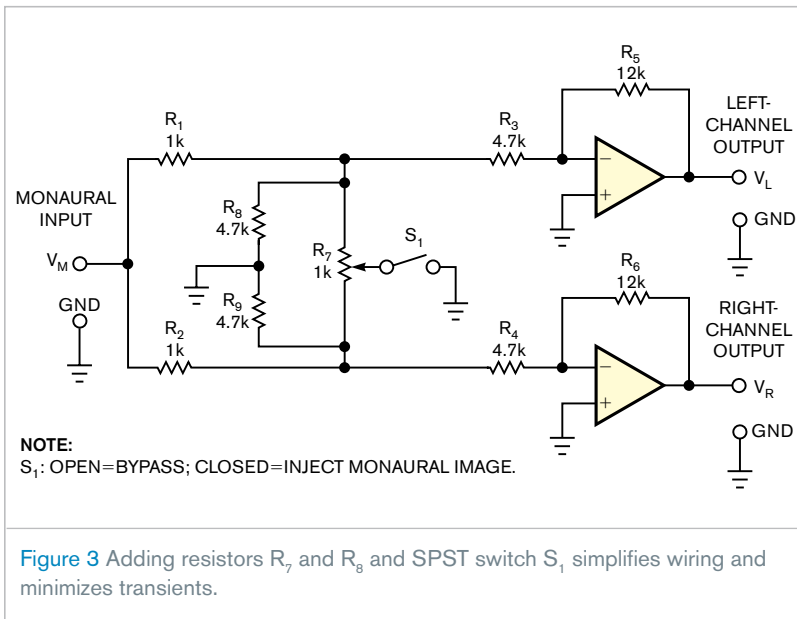 R5
12k
LEFT-
CHANNEL
OUTPUT
R1
1k
R3
4.7k
−
+
VL
GND
MONAURAL
INPUT
VM
GND
R8
4.7k
R7
1k
S1
R9
4.7k
R6
12k
RIGHT-
CHANNEL
OUTPUT
R2
1k
R4
4.7k
−
+
VR
GND
NOTE:
S1: OPEN=BYPASS; CLOSED=INJECT MONAURAL IMAGE.
Figure 3 Adding resistors R7 and R8 and SPST switch S1 simplifies wiring and
minimizes transients.